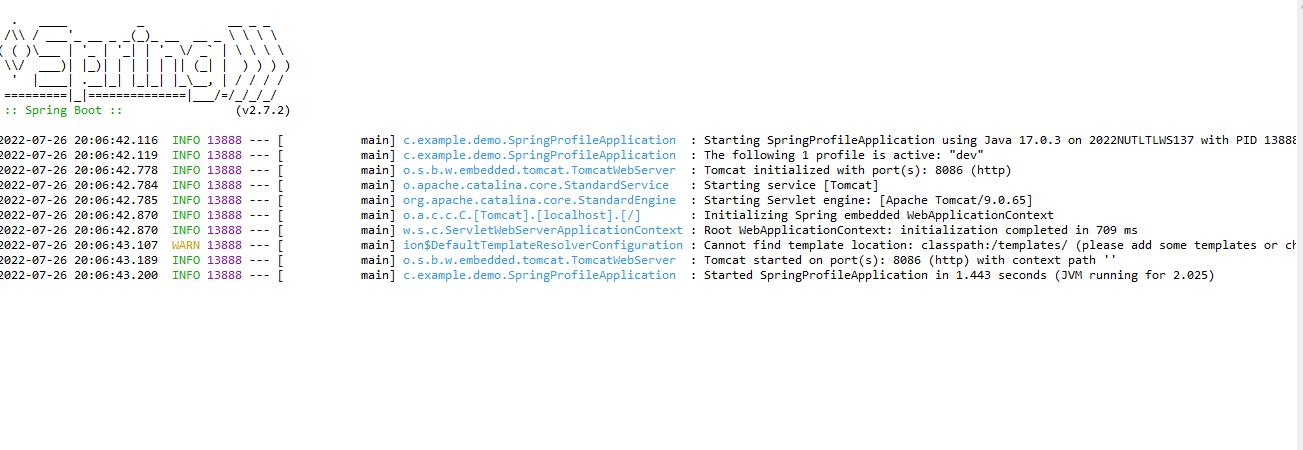 .   ____          _            __ _ _
 /\\ / ___'_ __ _ _(_)_ __  __ _ \ \ \ \
( ( )\___ | '_ | '_| | '_ \/ _` | \ \ \ \
 \\/  ___)| |_)| | | | | || (_| |  ) ) ) )
  '  |____| .__|_| |_|_| |_\__, | / / / /
 =========|_|==============|___/=/_/_/_/
 :: Spring Boot ::                (v2.7.2)
2022-07-26 20:06:42.116  INFO 13888 --- [           main] c.example.demo.SpringProfileApplication  : Starting SpringProfileApplication using Java 17.0.3 on 2022NUTLTLWS137 with PID 13888
2022-07-26 20:06:42.119  INFO 13888 --- [           main] c.example.demo.SpringProfileApplication  : The following 1 profile is active: "dev"
2022-07-26 20:06:42.778  INFO 13888 --- [           main] o.s.b.w.embedded.tomcat.TomcatWebServer  : Tomcat initialized with port(s): 8086 (http)
2022-07-26 20:06:42.784  INFO 13888 --- [           main] o.apache.catalina.core.StandardService   : Starting service [Tomcat]
2022-07-26 20:06:42.785  INFO 13888 --- [           main] org.apache.catalina.core.StandardEngine  : Starting Servlet engine: [Apache Tomcat/9.0.65]
2022-07-26 20:06:42.870  INFO 13888 --- [           main] o.a.c.c.C.[Tomcat].[localhost].[/]       : Initializing Spring embedded WebApplicationContext
2022-07-26 20:06:42.870  INFO 13888 --- [           main] w.s.c.ServletWebServerApplicationContext : Root WebApplicationContext: initialization completed in 709 ms
2022-07-26 20:06:43.107  WARN 13888 --- [           main] ion$DefaultTemplateResolverConfiguration : Cannot find template location: classpath:/templates/ (please add some templates or ch
2022-07-26 20:06:43.189  INFO 13888 --- [           main] o.s.b.w.embedded.tomcat.TomcatWebServer  : Tomcat started on port(s): 8086 (http) with context path ''
2022-07-26 20:06:43.200  INFO 13888 --- [           main] c.example.demo.SpringProfileApplication  : Started SpringProfileApplication in 1.443 seconds (JVM running for 2.025)